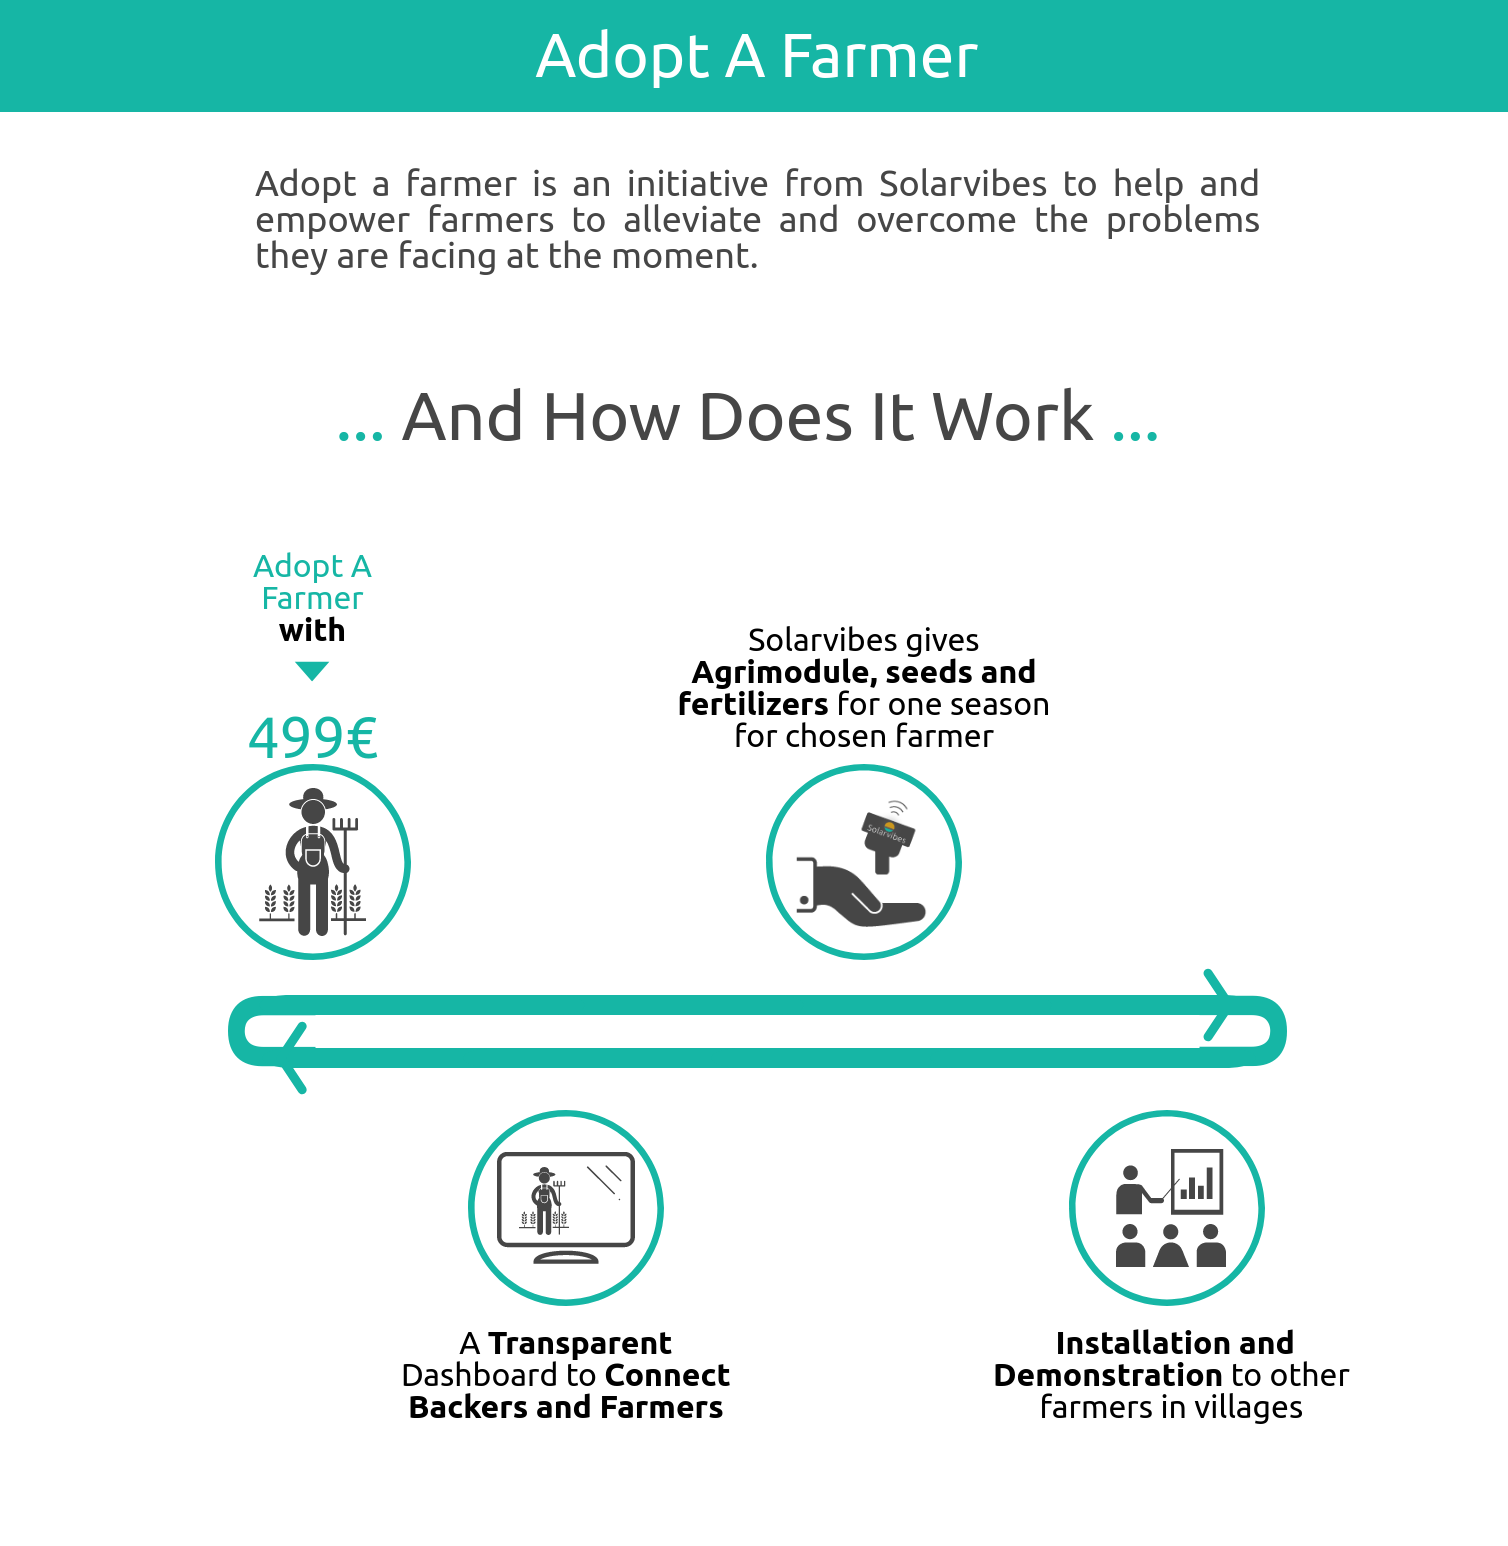 Adopt A Farmer
Adopt a farmer is an initiative from Solarvibes to help and
empower farmers to alleviate and overcome the problems
they are facing at the moment.
... And How Does It Work ...
Adopt A
Farmer
with
499€
Solarvibes gives
Agrimodule, seeds and
fertilizers for one season
for chosen farmer
Solarvibes
A Transparent
Dashboard to Connect
Backers and Farmers
Installation and
Demonstration to other
farmers in villages